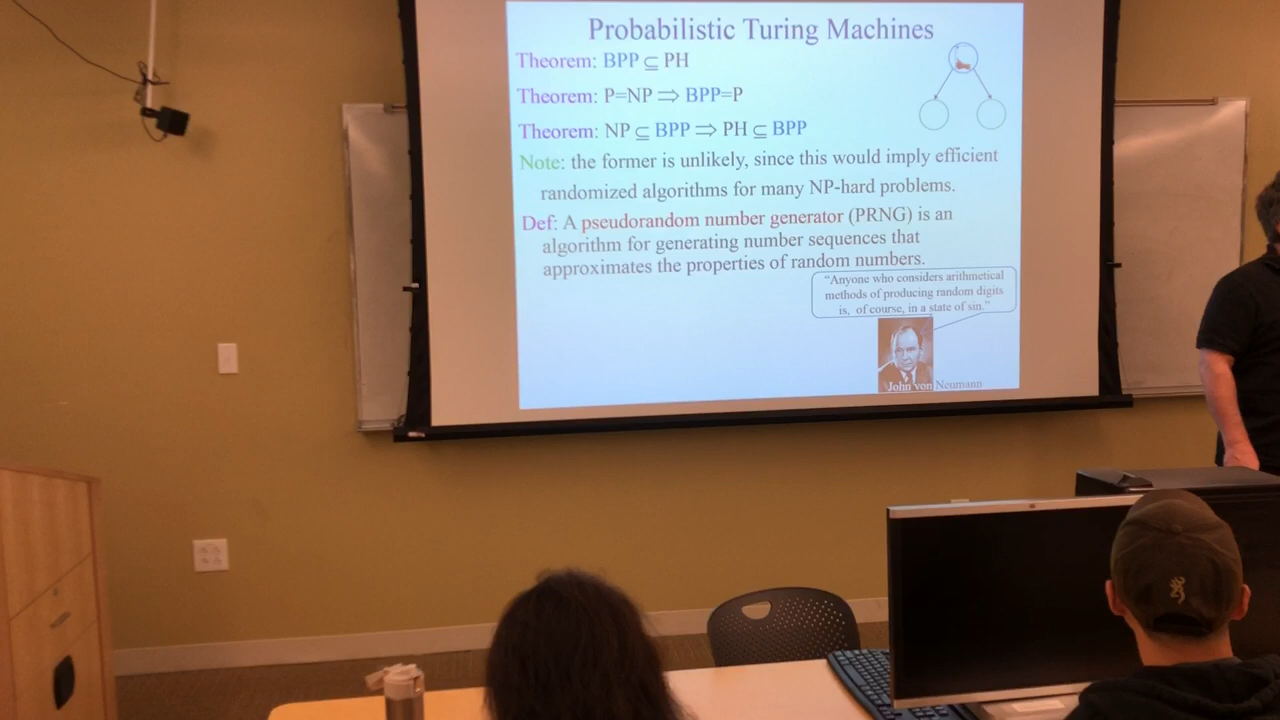 Probabilistic Turing Machines
Theorem: BPP ⊆ PH
Theorem: P=NP ⇒ BPP=P
Theorem: NP ⊆ BPP ⇒ PH ⊆ BPP
Note: the former is unlikely, since this would imply efficient
randomized algorithms for many NP-hard problems.
Def: A pseudorandom number generator (PRNG) is an
algorithm for generating number sequences that
approximates the properties of random numbers.
“Anyone who considers arithmetical
methods of producing random digits
is, of course, in a state of sin.”
John von Neumann